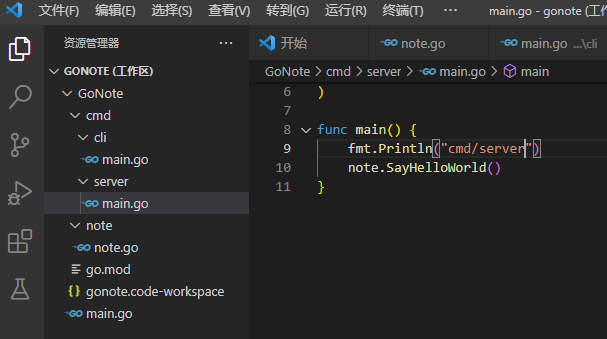 文件(F) 编辑(E) 选择(S) 查看(V) 转到(G) 运行(R) 终端(T) ··· main.go - gonote (工作
资源管理器 ···
开始 note.go main.go ...\cli
GONOTE (工作区)
GoNote > cmd > server > main.go > main
GoNote
cmd
cli
main.go
server
main.go
note
note.go
go.mod
{} gonote.code-workspace
main.go
6 )
7
8 func main() {
9 fmt.Println("cmd/server")
10 note.SayHelloWorld()
11 }